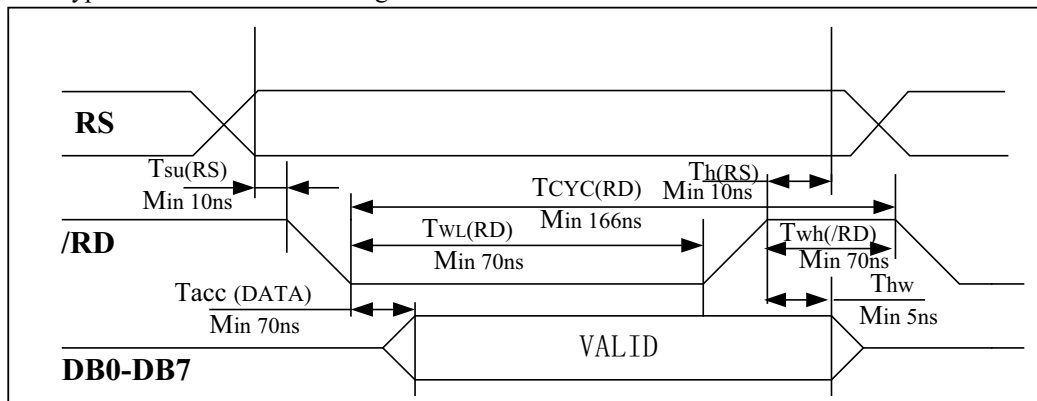 RS
Tsu(RS)
Min 10ns
Th(RS)
Min 10ns
TCYC(RD)
Min 166ns
/RD
TWL(RD)
Min 70ns
Twh(/RD)
Min 70ns
Tacc (DATA)
Min 70ns
Thw
Min 5ns
VALID
DB0-DB7